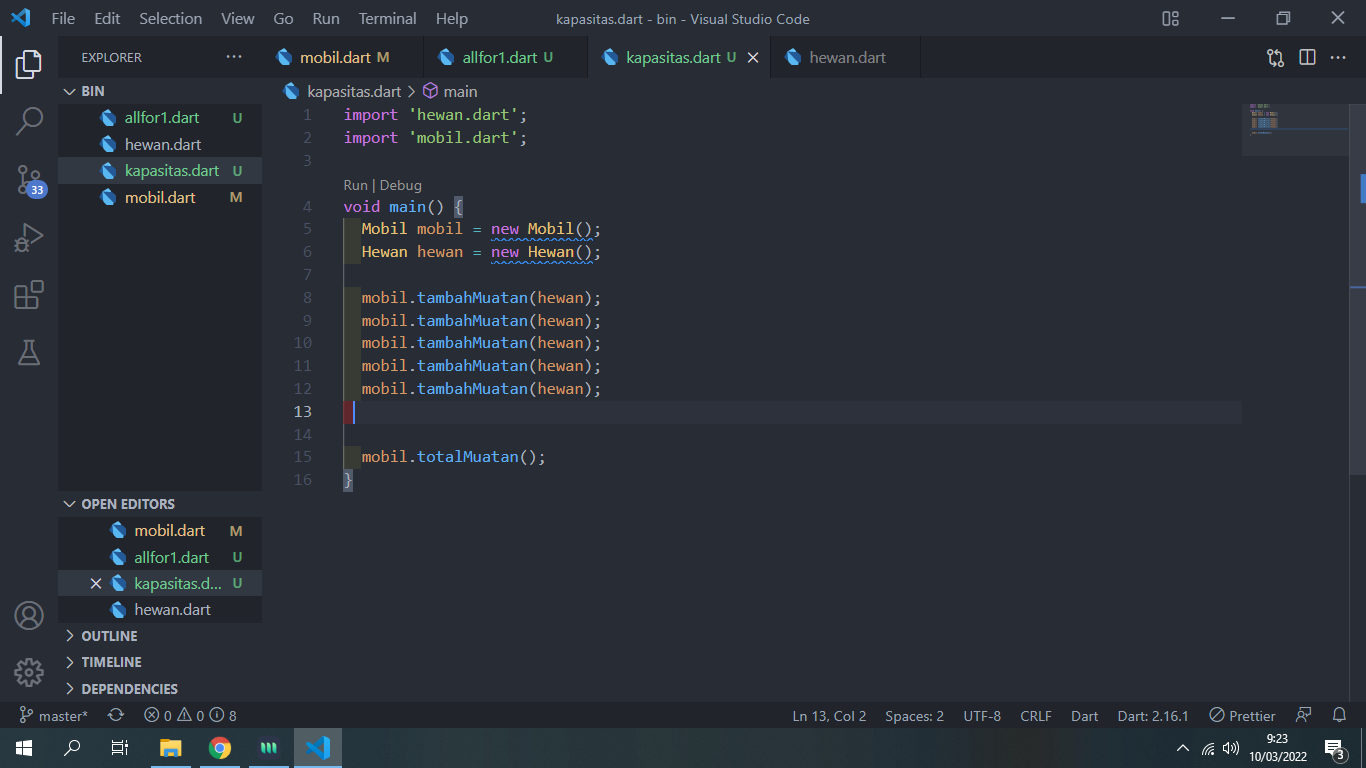 File Edit Selection View Go Run Terminal Help
kapasitas.dart - bin - Visual Studio Code
EXPLORER ···
mobil.dart M
allfor1.dart U
kapasitas.dart U
hewan.dart
BIN
allfor1.dart U
hewan.dart
kapasitas.dart U
mobil.dart M
33
kapasitas.dart > main
1 import 'hewan.dart';
2 import 'mobil.dart';
3
Run | Debug
4 void main() {
5 Mobil mobil = new Mobil();
6 Hewan hewan = new Hewan();
7
8 mobil.tambahMuatan(hewan);
9 mobil.tambahMuatan(hewan);
10 mobil.tambahMuatan(hewan);
11 mobil.tambahMuatan(hewan);
12 mobil.tambahMuatan(hewan);
13
14
15 mobil.totalMuatan();
16 }
OPEN EDITORS
mobil.dart M
allfor1.dart U
kapasitas.d... U
hewan.dart
OUTLINE
TIMELINE
DEPENDENCIES
master* 0 0 8
Ln 13, Col 2 Spaces: 2 UTF-8 CRLF Dart Dart: 2.16.1 Prettier
9:23
10/03/2022
3